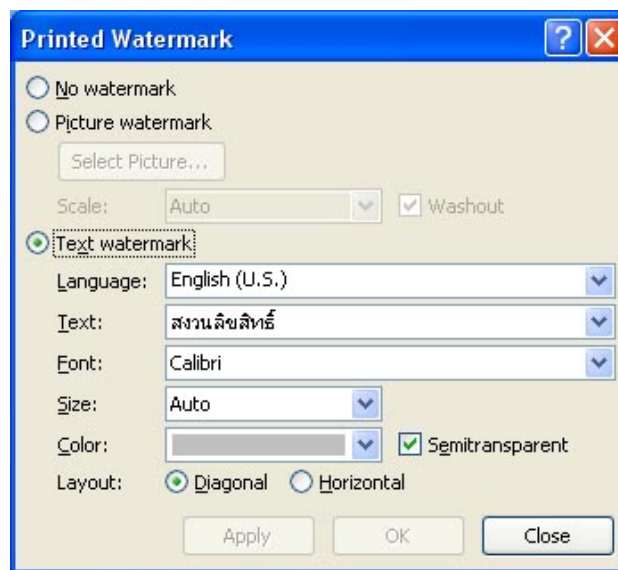 Printed Watermark
No watermark
Picture watermark
Select Picture...
Scale: Auto Washout
Text watermark
Language: English (U.S.)
Text: สงวนลิขสิทธิ์
Font: Calibri
Size: Auto
Color: Semitransparent
Layout: Diagonal Horizontal
Apply OK Close